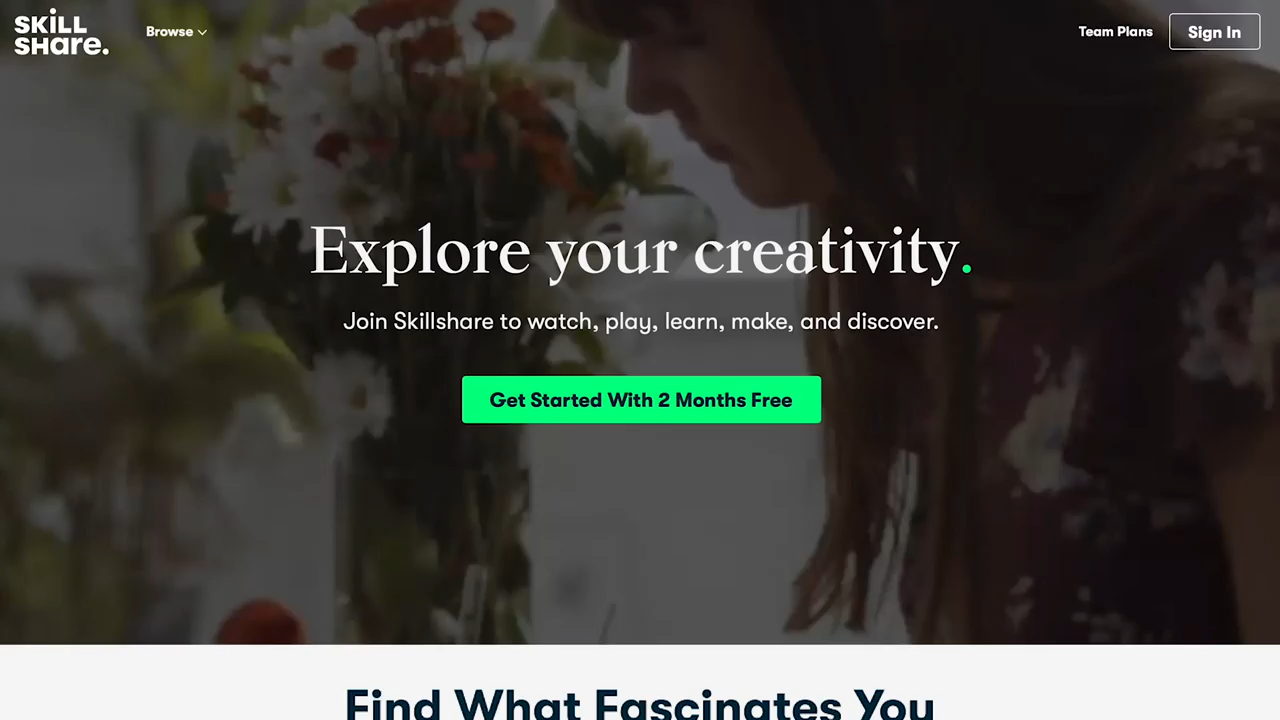 SKILL
SHare.
Browse
Team Plans
Sign In
Explore your creativity.
Join Skillshare to watch, play, learn, make, and discover.
Get Started With 2 Months Free
Find What Fascinates You